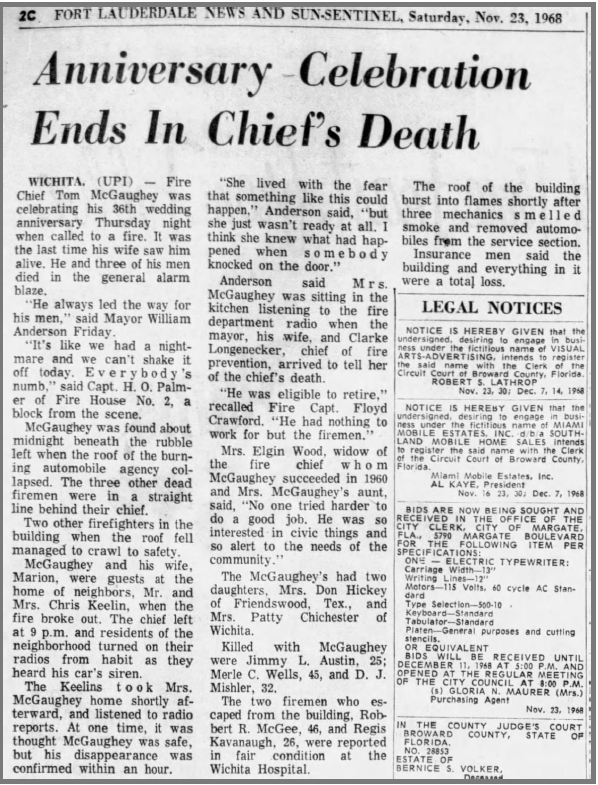 2C FORT LAUDERDALE NEWS AND SUN-SENTINEL, Saturday, Nov. 23, 1968
Anniversary Celebration
Ends In Chief's Death
WICHITA. (UPI) — Fire
Chief Tom McGaughey was
celebrating his 36th wedding
anniversary Thursday night
when called to a fire. It was
the last time his wife saw him
alive. He and three of his men
died in the general alarm
blaze.
"He always led the way for
his men," said Mayor William
Anderson Friday.
"It's like we had a night-
mare and we can't shake it
off today. Everybody's
numb," said Capt. H. O. Palm-
er of Fire House No. 2, a
block from the scene.
McGaughey was found about
midnight beneath the rubble
left when the roof of the burn-
ing automobile agency col-
lapsed. The three other dead
firemen were in a straight
line behind their chief.
Two other firefighters in the
building when the roof fell
managed to crawl to safety.
McGaughey and his wife,
Marion, were guests at the
home of neighbors, Mr. and
Mrs. Chris Keelin, when the
fire broke out. The chief left
at 9 p.m. and residents of the
neighborhood turned on their
radios from habit as they
heard his car's siren.
The Keelins took Mrs.
McGaughey home shortly af-
terward, and listened to radio
reports. At one time, it was
thought McGaughey was safe,
but his disappearance was
confirmed within an hour.
"She lived with the fear
that something like this could
happen," Anderson said, "but
she just wasn't ready at all. I
think she knew what had hap-
pened when somebody
knocked on the door."
Anderson said Mrs.
McGaughey was sitting in the
kitchen listening to the fire
department radio when the
mayor, his wife, and Clarke
Longenecker, chief of fire
prevention, arrived to tell her
of the chief's death.
"He was eligible to retire,"
recalled Fire Capt. Floyd
Crawford. "He had nothing to
work for but the firemen."
Mrs. Elgin Wood, widow of
the fire chief whom
McGaughey succeeded in 1960
and Mrs. McGaughey's aunt,
said, "No one tried harder to
do a good job. He was so
interested in civic things and
so alert to the needs of the
community."
The McGaughey's had two
daughters, Mrs. Don Hickey
of Friendswood, Tex., and
Mrs. Patty Chichester of
Wichita.
Killed with McGaughey
were Jimmy L. Austin, 25;
Merle C. Wells, 45, and D. J.
Mishler, 32.
The two firemen who es-
caped from the building, Rob-
bert R. McGee, 46, and Regis
Kavanaugh, 26, were reported
in fair condition at the
Wichita Hospital.
The roof of the building
burst into flames shortly after
three mechanics smelled
smoke and removed automo-
biles from the service section.
Insurance men said the
building and everything in it
were a total loss.
LEGAL NOTICES
NOTICE IS HEREBY GIVEN that the
undersigned, desiring to engage in busi-
ness under the fictitious name of VISUAL
ARTS-ADVERTISING, intends to register
the said name with the Clerk of the
Circuit Court of Broward County, Florida.
ROBERT S. LATHROP
Nov. 23, 30; Dec. 7, 14, 1968
NOTICE IS HEREBY GIVEN that the
undersigned, desiring to engage in busi-
ness under the fictitious name of MIAMI
MOBILE ESTATES, INC. d/b/a SOUTH-
LAND MOBILE HOME SALES intends
to register the said name with the Clerk
of the Circuit Court of Broward County,
Florida.
Miami Mobile Estates, Inc.
AL KAYE, President
Nov. 16 23, 30; Dec. 7, 1968
BIDS ARE NOW BEING SOUGHT AND
RECEIVED IN THE OFFICE OF THE
CITY CLERK, CITY OF MARGATE,
FLA., 5790 MARGATE BOULEVARD
FOR THE FOLLOWING ITEM PER
SPECIFICATIONS:
ONE — ELECTRIC TYPEWRITER:
Carriage Width—13"
Writing Lines—12"
Motors—115 Volts, 60 cycle AC Stan-
dard
Type Selection—500-10
Keyboard—Standard
Tabulator—Standard
Platen—General purposes and cutting
stencils.
OR EQUIVALENT
BIDS WILL BE RECEIVED UNTIL
DECEMBER 11, 1968 AT 5:00 P.M. AND
OPENED AT THE REGULAR MEETING
OF THE CITY COUNCIL AT 8:00 P.M.
(s) GLORIA N. MAURER (Mrs.)
Purchasing Agent
Nov. 23, 1968
IN THE COUNTY JUDGE'S COURT
BROWARD COUNTY, STATE OF
FLORIDA.
NO. 28853
ESTATE OF
BERNICE S. VOLKER,
Deceased